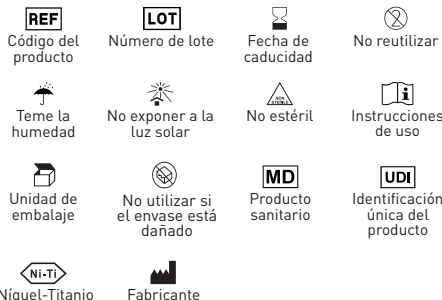 REF LOT 2
Código del producto
Número de lote
Fecha de caducidad
No reutilizar
NON STERILE i
Teme la humedad
No exponer a la luz solar
No estéril
Instrucciones de uso
MD UDI
Unidad de embalaje
No utilizar si el envase está dañado
Producto sanitario
Identificación única del producto
Ni-Ti
Níquel-Titanio
Fabricante